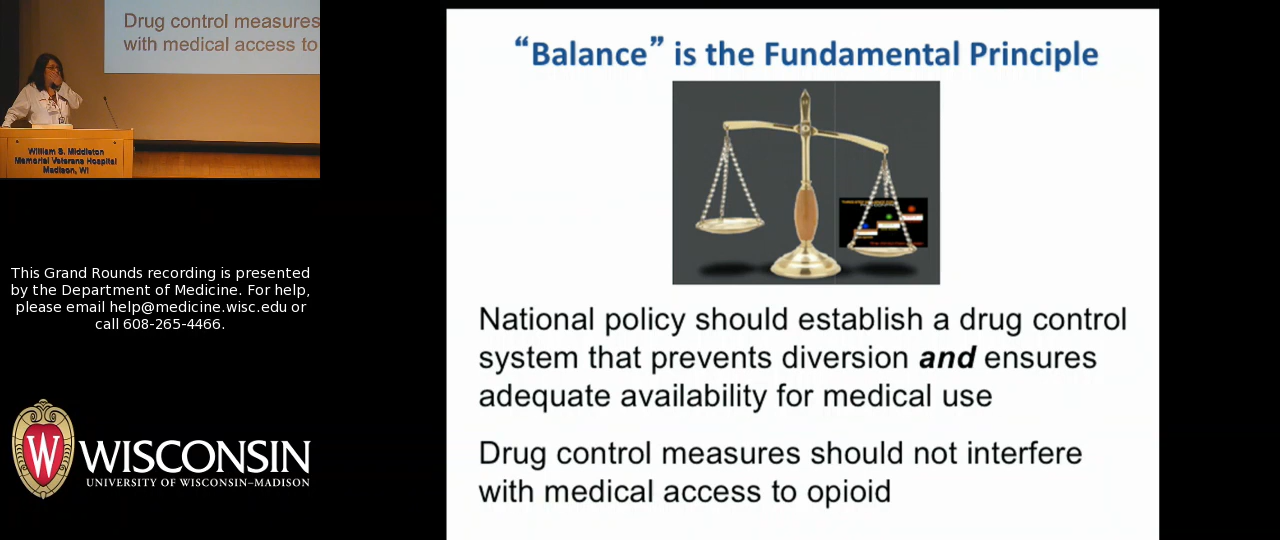 Drug control measures
with medical access to
William S. Middleton
Memorial Veterans Hospital
Madison, WI
This Grand Rounds recording is presented
by the Department of Medicine. For help,
please email help@medicine.wisc.edu or
call 608-265-4466.
W
WISCONSIN
UNIVERSITY OF WISCONSIN–MADISON
“Balance” is the Fundamental Principle
National policy should establish a drug control
system that prevents diversion and ensures
adequate availability for medical use
Drug control measures should not interfere
with medical access to opioid